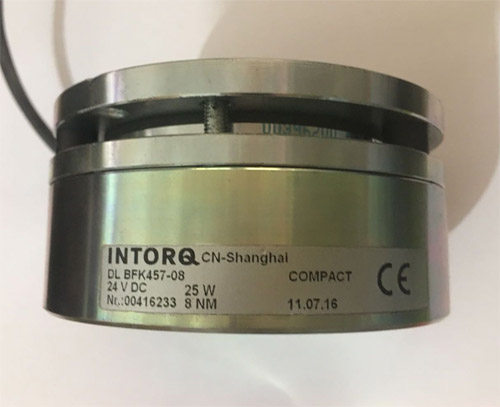 INTORQ CN-Shanghai
DL BFK457-08 COMPACT CE
24 V DC 25 W
Nr.:00416233 8 NM 11.07.16